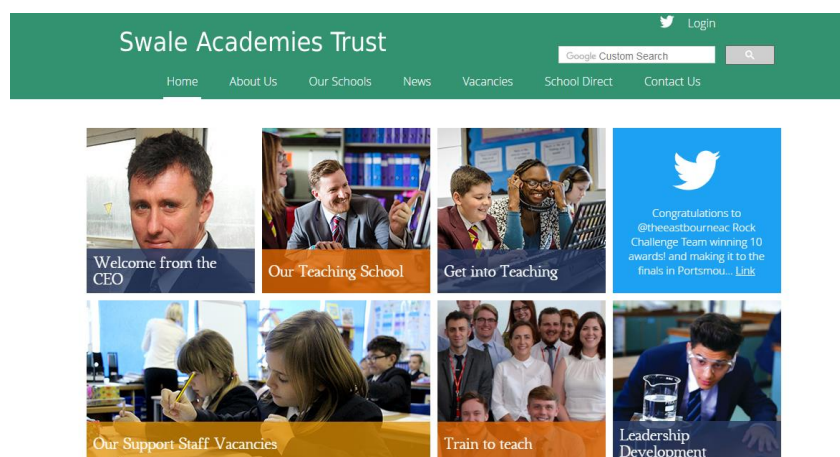 Login
Swale Academies Trust
Google Custom Search
Home About Us Our Schools News Vacancies School Direct Contact Us
Welcome from the
CEO
Our Teaching School
Get into Teaching
Congratulations to
@theeastbourneac Rock
Challenge Team winning 10
awards! and making it to the
finals in Portsmou... Link
Our Support Staff Vacancies
Train to teach
Leadership
Development